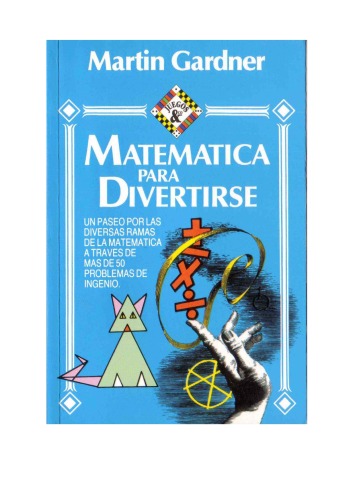 Martin Gardner
JUEGOS
&
MATEMATICA
PARA
DIVERTIRSE
UN PASEO POR LAS
DIVERSAS RAMAS
DE LA MATEMATICA
A TRAVES DE
MAS DE 50
PROBLEMAS DE
INGENIO.